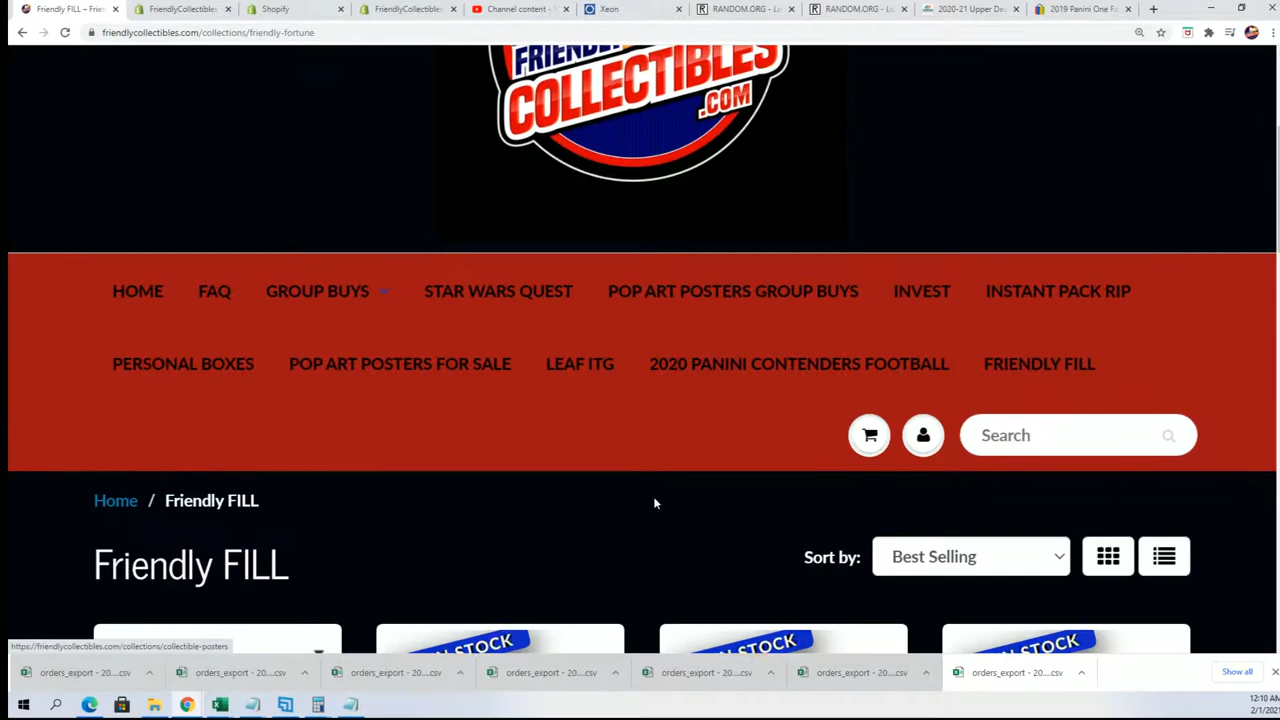 Friendly FILL – Frie
FriendlyCollectibles
Shopify
FriendlyCollectibles
Channel content -
Xeon
RANDOM.ORG - Li
RANDOM.ORG - Li
2020-21 Upper De
2019 Panini One Fo
friendlycollectibles.com/collections/friendly-fortune
FRIENDLY
COLLECTIBLES
.COM
HOME FAQ GROUP BUYS STAR WARS QUEST POP ART POSTERS GROUP BUYS INVEST INSTANT PACK RIP
PERSONAL BOXES POP ART POSTERS FOR SALE LEAF ITG 2020 PANINI CONTENDERS FOOTBALL FRIENDLY FILL
Search
Home / Friendly FILL
Friendly FILL
Sort by: Best Selling
STOCK
STOCK
STOCK
https://friendlycollectibles.com/collections/collectible-posters
orders_export - 20....csv
orders_export - 20....csv
orders_export - 20....csv
orders_export - 20....csv
orders_export - 20....csv
orders_export - 20....csv
orders_export - 20....csv
Show all
12:10 AM
2/1/2021